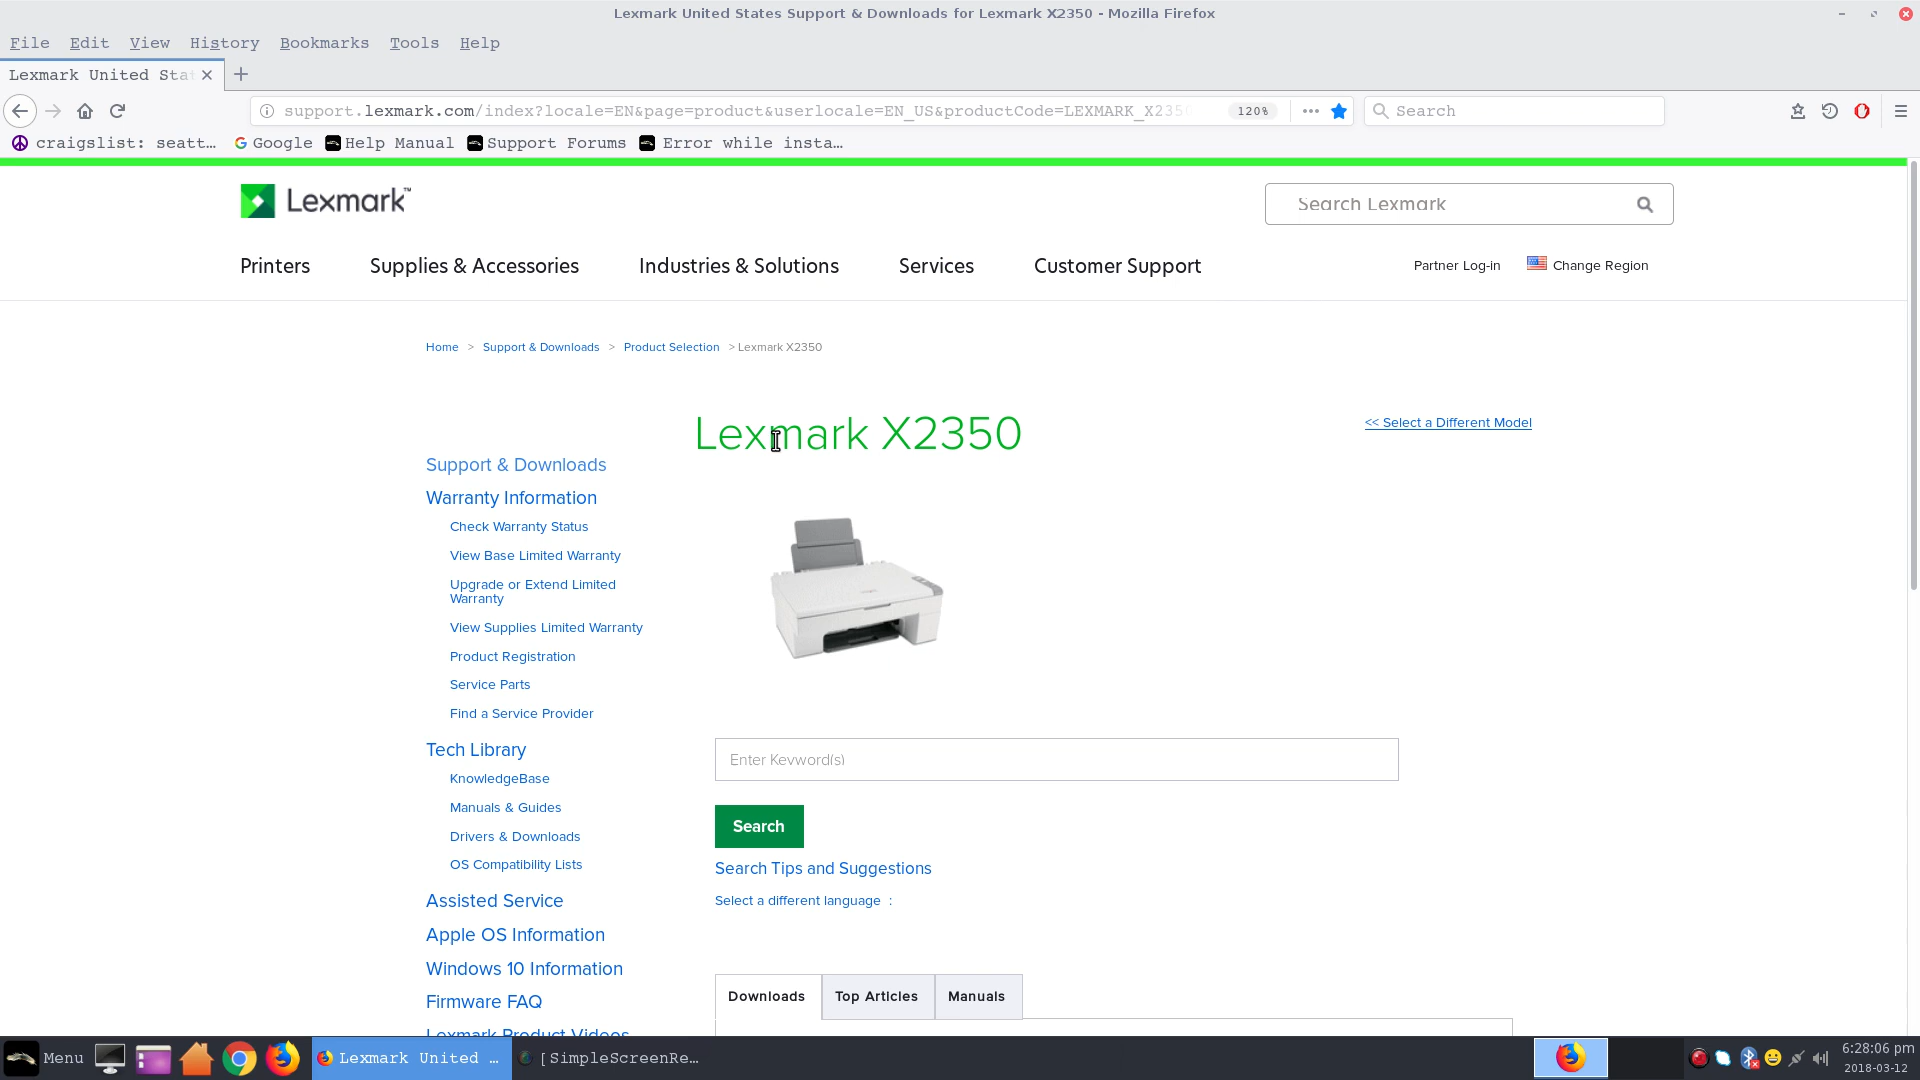 Lexmark United States Support & Downloads for Lexmark X2350 - Mozilla Firefox
File Edit View History Bookmarks Tools Help
Lexmark United Sta
support.lexmark.com/index?locale=EN&page=product&userlocale=EN_US&productCode=LEXMARK_X2350 120% Search
craigslist: seatt… Google Help Manual Support Forums Error while insta…
Lexmark™ Search Lexmark
Printers Supplies & Accessories Industries & Solutions Services Customer Support Partner Log-in Change Region
Home > Support & Downloads > Product Selection > Lexmark X2350
Lexmark X2350
<< Select a Different Model
Support & Downloads
Warranty Information
Check Warranty Status
View Base Limited Warranty
Upgrade or Extend Limited
Warranty
View Supplies Limited Warranty
Product Registration
Service Parts
Find a Service Provider
Tech Library
KnowledgeBase
Manuals & Guides
Drivers & Downloads
OS Compatibility Lists
Assisted Service
Apple OS Information
Windows 10 Information
Firmware FAQ
Lexmark Product Videos
Enter Keyword(s)
Search
Search Tips and Suggestions
Select a different language :
Downloads Top Articles Manuals
Menu Lexmark United … [SimpleScreenRe… 6:28:06 pm
2018-03-12